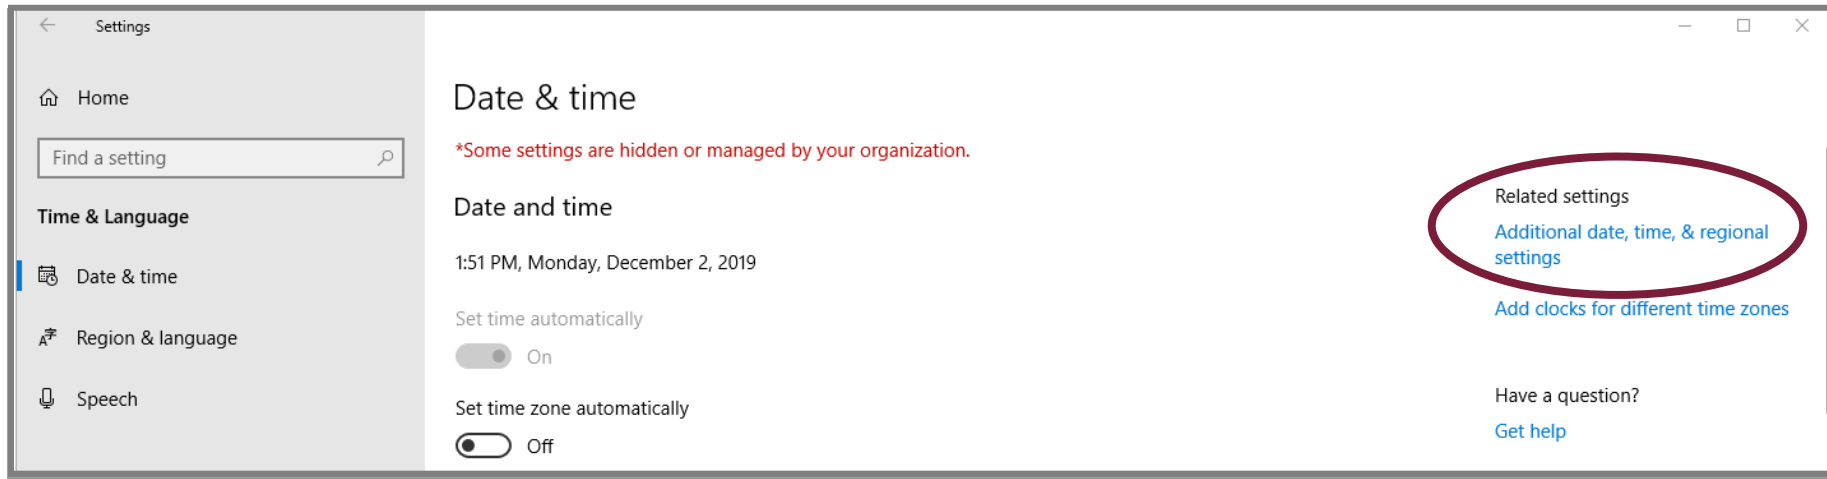 Settings
Home
Find a setting
Time & Language
Date & time
Region & language
Speech
Date & time
*Some settings are hidden or managed by your organization.
Date and time
1:51 PM, Monday, December 2, 2019
Set time automatically
On
Set time zone automatically
Off
Related settings
Additional date, time, & regional
settings
Add clocks for different time zones
Have a question?
Get help